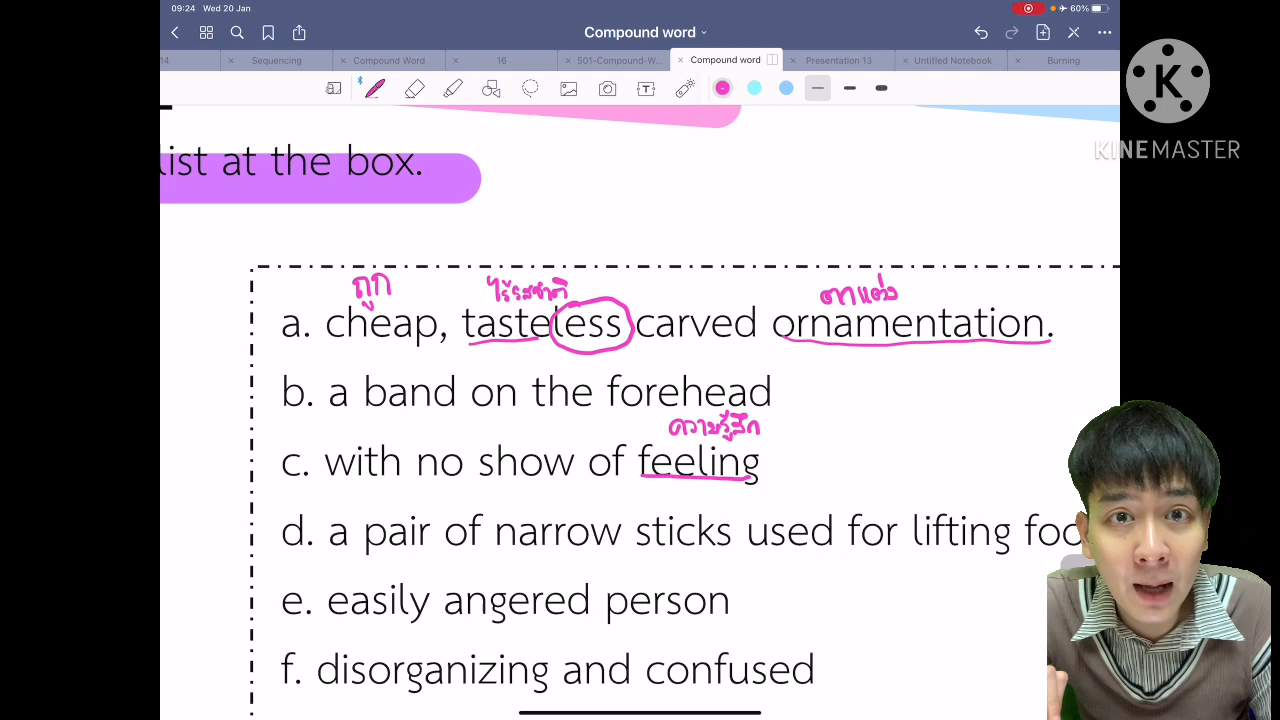 09:24 Wed 20 Jan
60%
Compound word
14
Sequencing
Compound Word
16
501-Compound-W...
Compound word
Presentation 13
Untitled Notebook
Burning
K
KINEMASTER
list at the box.
ถูก ไร้รสชาติ ตกแต่ง
a. cheap, tasteless carved ornamentation.
b. a band on the forehead
ความรู้สึก
c. with no show of feeling
d. a pair of narrow sticks used for lifting foo
e. easily angered person
f. disorganizing and confused